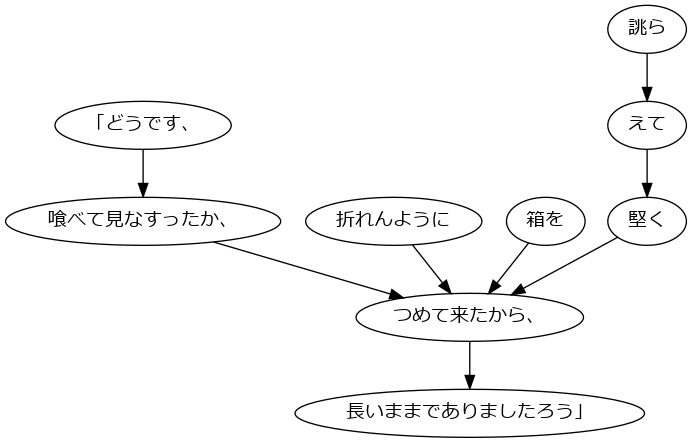 誂ら
「どうです、
えて
喰べて見なすったか、
折れんように
箱を
堅く
つめて来たから、
長いままでありましたろう」